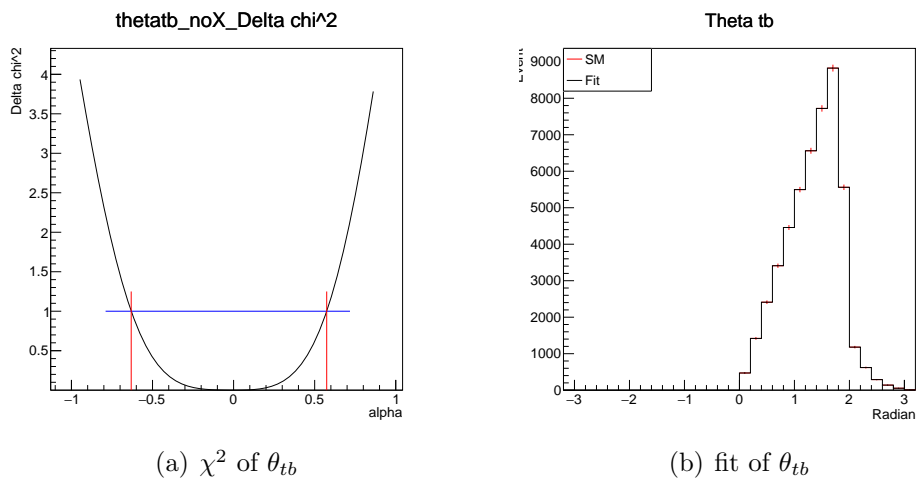 thetatb_noX_Delta chi^2
Delta chi^2
4
3.5
3
2.5
2
1.5
1
0.5
−1 −0.5 0 0.5 1
alpha
(a) χ² of θtb
Theta tb
SM
Fit
9000
8000
7000
6000
5000
4000
3000
2000
1000
0
−3 −2 −1 0 1 2 3
Radian
(b) fit of θtb